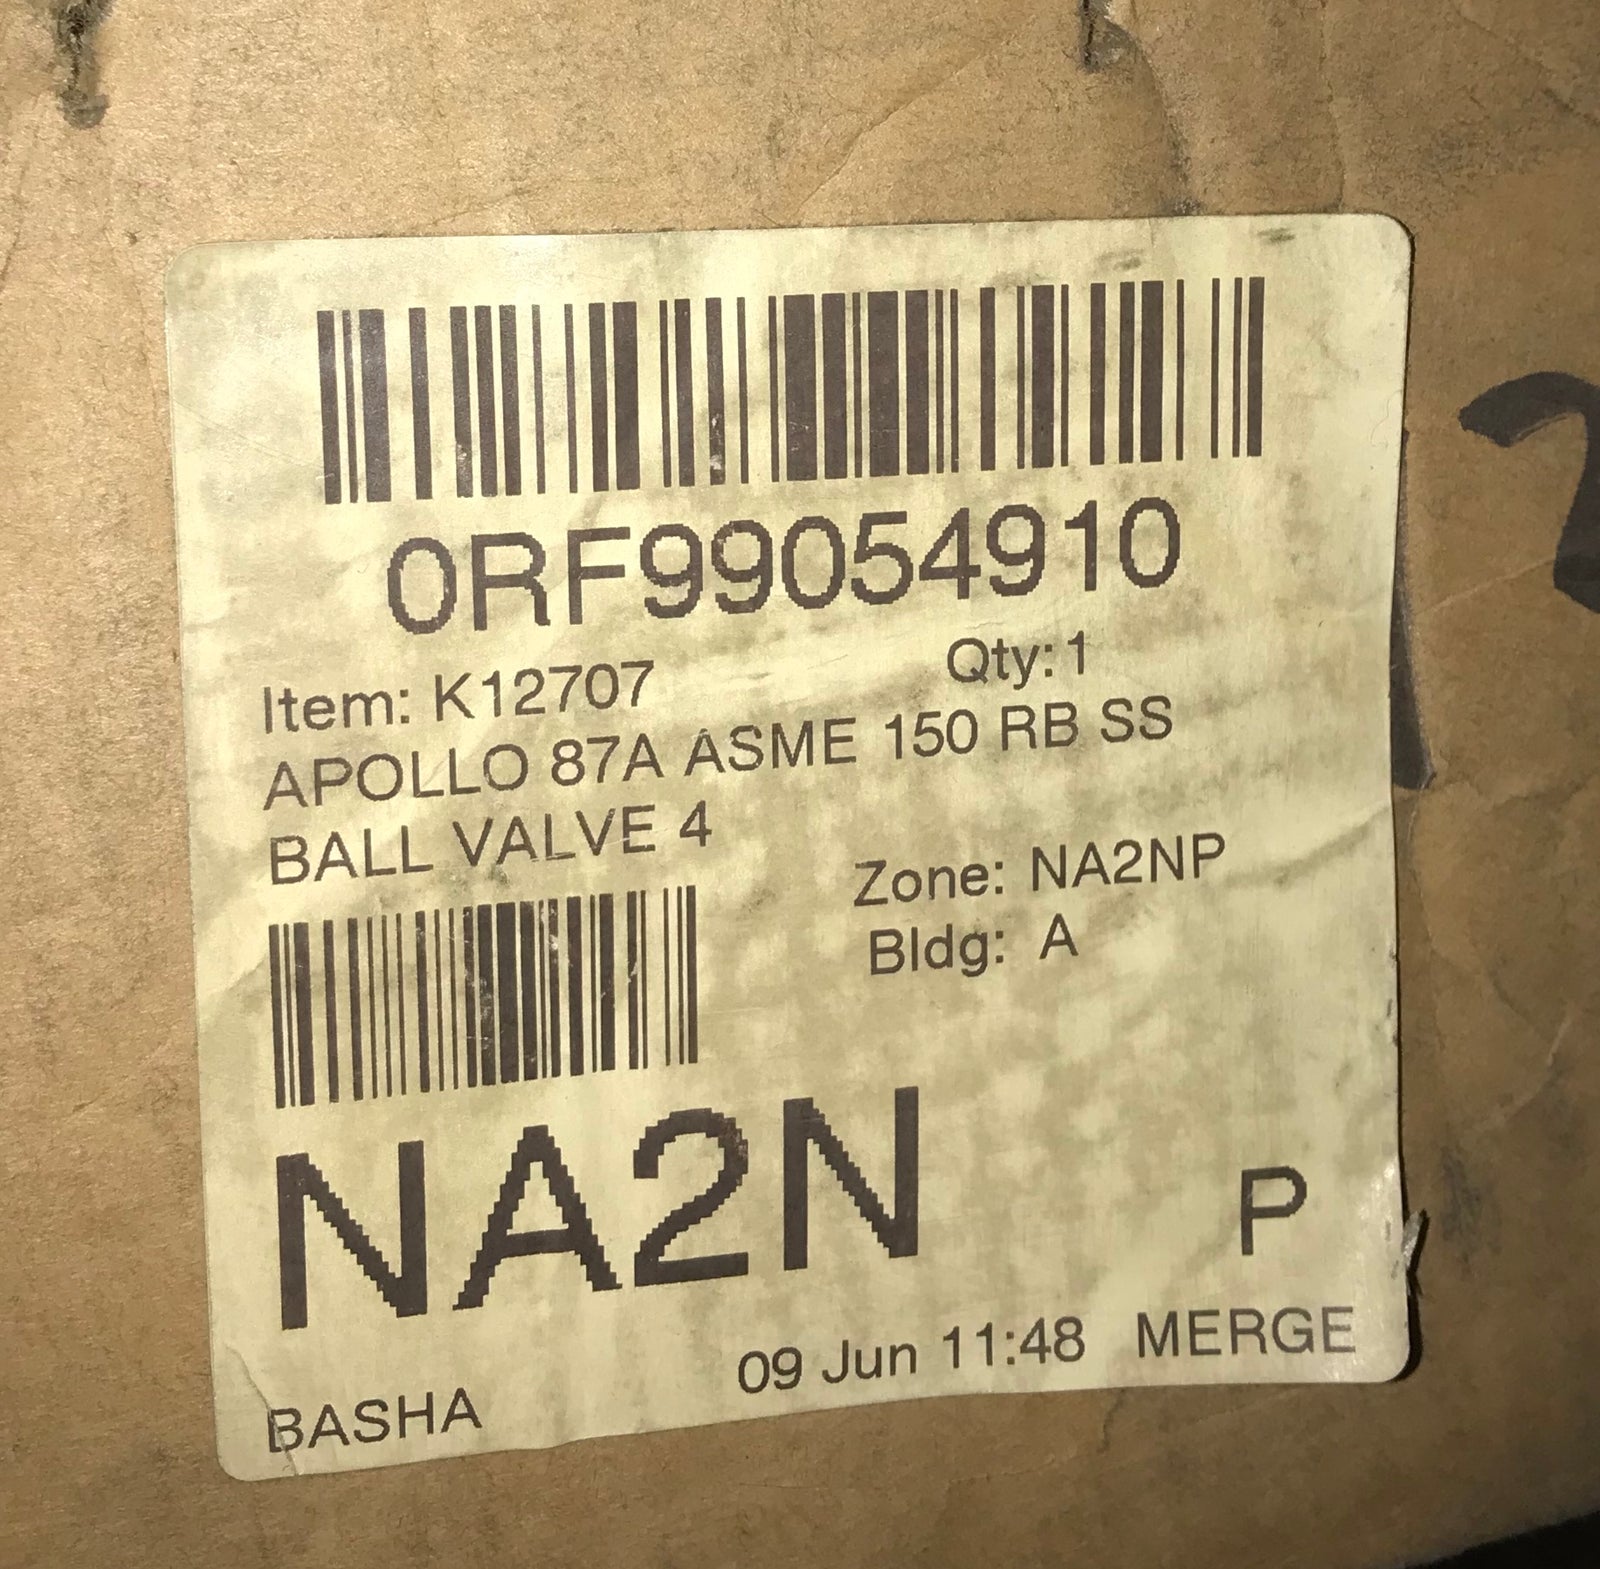 0RF99054910
Item: K12707 Qty: 1
APOLLO 87A ASME 150 RB SS
BALL VALVE 4
Zone: NA2NP
Bldg: A
NA2N P
09 Jun 11:48 MERGE
BASHA